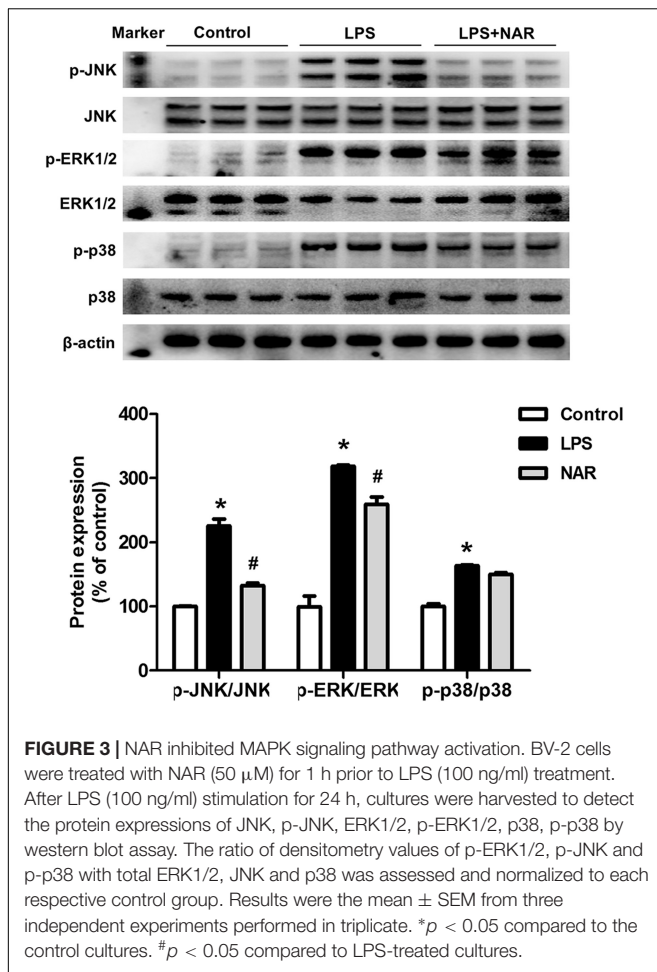 Marker Control LPS LPS+NAR
p-JNK
JNK
p-ERK1/2
ERK1/2
p-p38
p38
β-actin
Protein expression
(% of control)
400
300
200
100
0
Control
LPS
NAR
* # * # *
p-JNK/JNK p-ERK/ERK p-p38/p38
FIGURE 3 | NAR inhibited MAPK signaling pathway activation. BV-2 cells
were treated with NAR (50 μM) for 1 h prior to LPS (100 ng/ml) treatment.
After LPS (100 ng/ml) stimulation for 24 h, cultures were harvested to detect
the protein expressions of JNK, p-JNK, ERK1/2, p-ERK1/2, p38, p-p38 by
western blot assay. The ratio of densitometry values of p-ERK1/2, p-JNK and
p-p38 with total ERK1/2, JNK and p38 was assessed and normalized to each
respective control group. Results were the mean ± SEM from three
independent experiments performed in triplicate. *p < 0.05 compared to the
control cultures. #p < 0.05 compared to LPS-treated cultures.